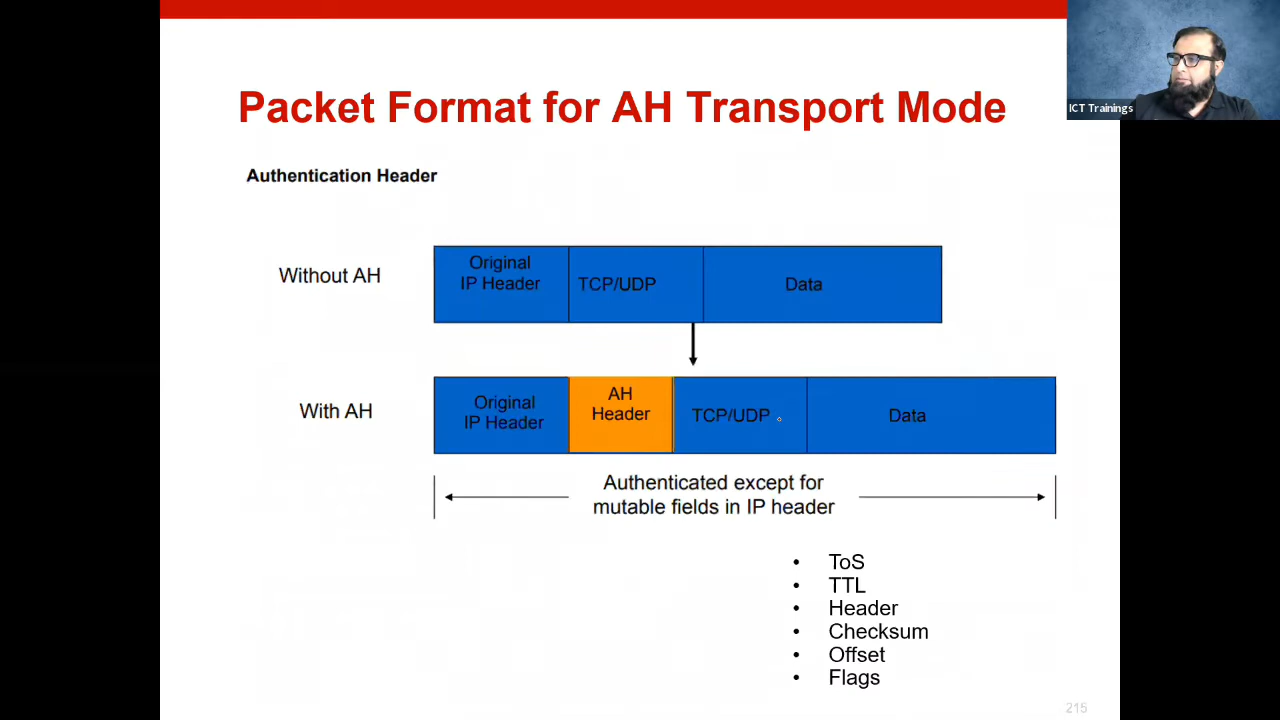 Packet Format for AH Transport Mode
ICT Trainings
Authentication Header
Without AH
Original
IP Header
TCP/UDP
Data
With AH
Original
IP Header
AH
Header
TCP/UDP
Data
Authenticated except for
mutable fields in IP header
• ToS
• TTL
• Header
• Checksum
• Offset
• Flags
215